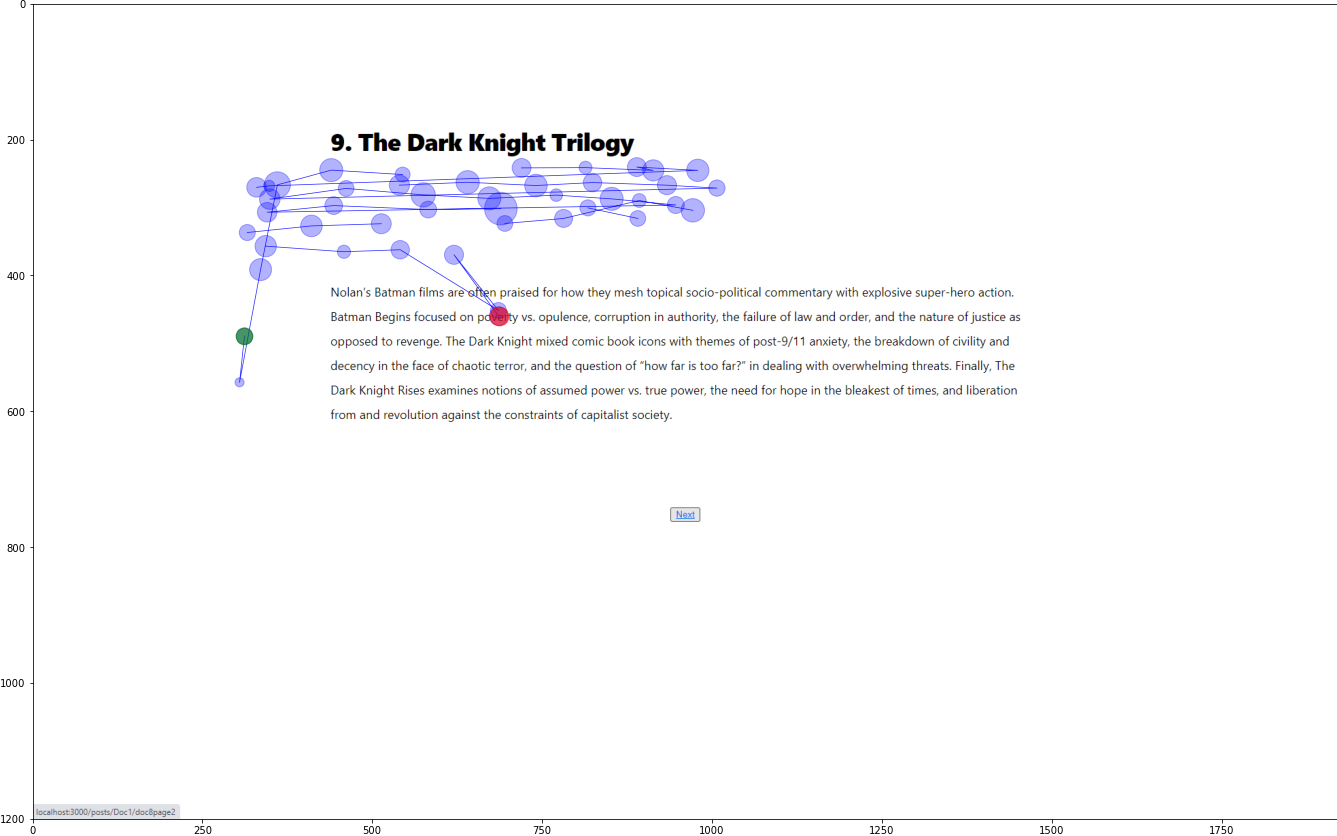 0
200
400
600
800
1000
1200
9. The Dark Knight Trilogy
Nolan's Batman films are often praised for how they mesh topical socio-political commentary with explosive super-hero action.
Batman Begins focused on poverty vs. opulence, corruption in authority, the failure of law and order, and the nature of justice as
opposed to revenge. The Dark Knight mixed comic book icons with themes of post-9/11 anxiety, the breakdown of civility and
decency in the face of chaotic terror, and the question of “how far is too far?” in dealing with overwhelming threats. Finally, The
Dark Knight Rises examines notions of assumed power vs. true power, the need for hope in the bleakest of times, and liberation
from and revolution against the constraints of capitalist society.
Next
localhost:3000/posts/Doc1/doc8page2
0 250 500 750 1000 1250 1500 1750